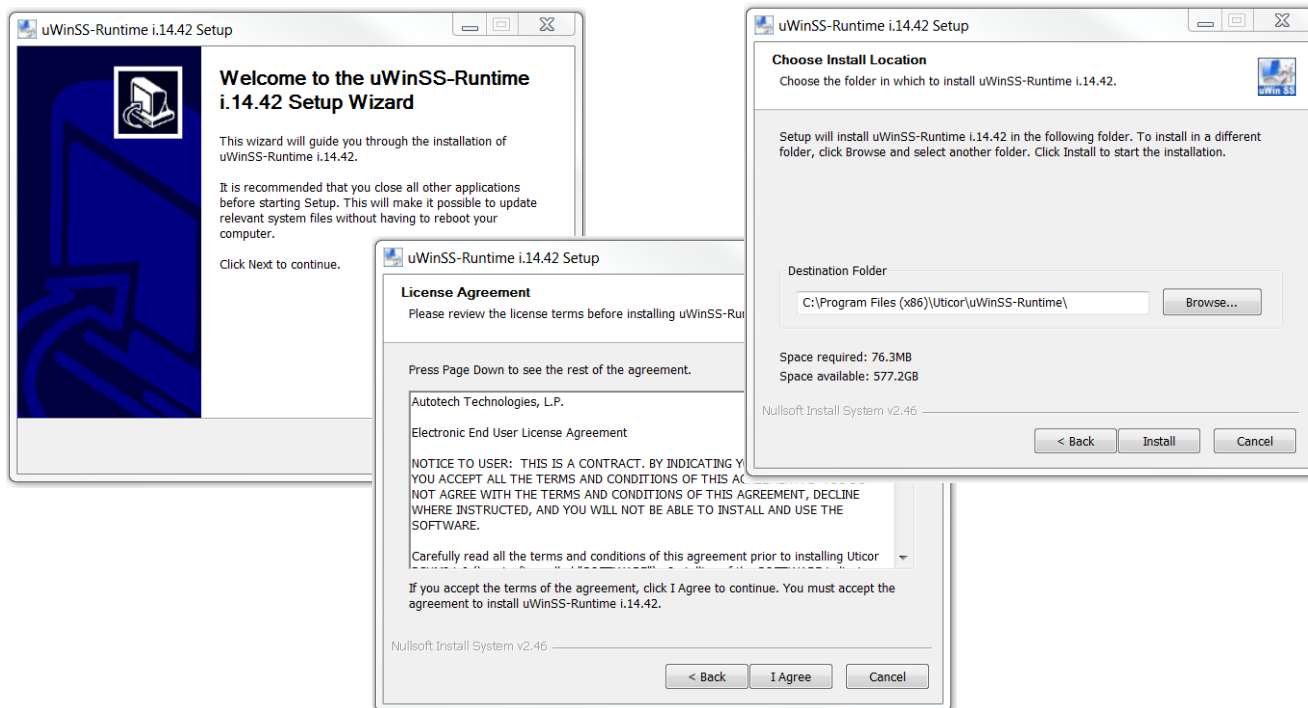 uWinSS-Runtime i.14.42 Setup
Welcome to the uWinSS-Runtime
i.14.42 Setup Wizard
This wizard will guide you through the installation of
uWinSS-Runtime i.14.42.
It is recommended that you close all other applications
before starting Setup. This will make it possible to update
relevant system files without having to reboot your
computer.
Click Next to continue.
uWinSS-Runtime i.14.42 Setup
License Agreement
Please review the license terms before installing
Press Page Down to see the rest of the agreement.
Autotech Technologies, L.P.
Electronic End User License Agreement
NOTICE TO USER: THIS IS A CONTRACT. BY INDICATING
YOU ACCEPT ALL THE TERMS AND CONDITIONS OF THIS
NOT AGREE WITH THE TERMS AND CONDITIONS OF THIS AGREEMENT, DECLINE
WHERE INSTRUCTED, AND YOU WILL NOT BE ABLE TO INSTALL AND USE THE
SOFTWARE.
Carefully read all the terms and conditions of this agreement prior to installing Uticor
If you accept the terms of the agreement, click I Agree to continue. You must accept the
agreement to install uWinSS-Runtime i.14.42.
Nullsoft Install System v2.46
< Back I Agree Cancel
uWinSS-Runtime i.14.42 Setup
Choose Install Location
Choose the folder in which to install uWinSS-Runtime i.14.42.
uWin SS
Setup will install uWinSS-Runtime i.14.42 in the following folder. To install in a different
folder, click Browse and select another folder. Click Install to start the installation.
Destination Folder
C:\Program Files (x86)\Uticor\uWinSS-Runtime\ Browse...
Space required: 76.3MB
Space available: 577.2GB
Nullsoft Install System v2.46
< Back Install Cancel